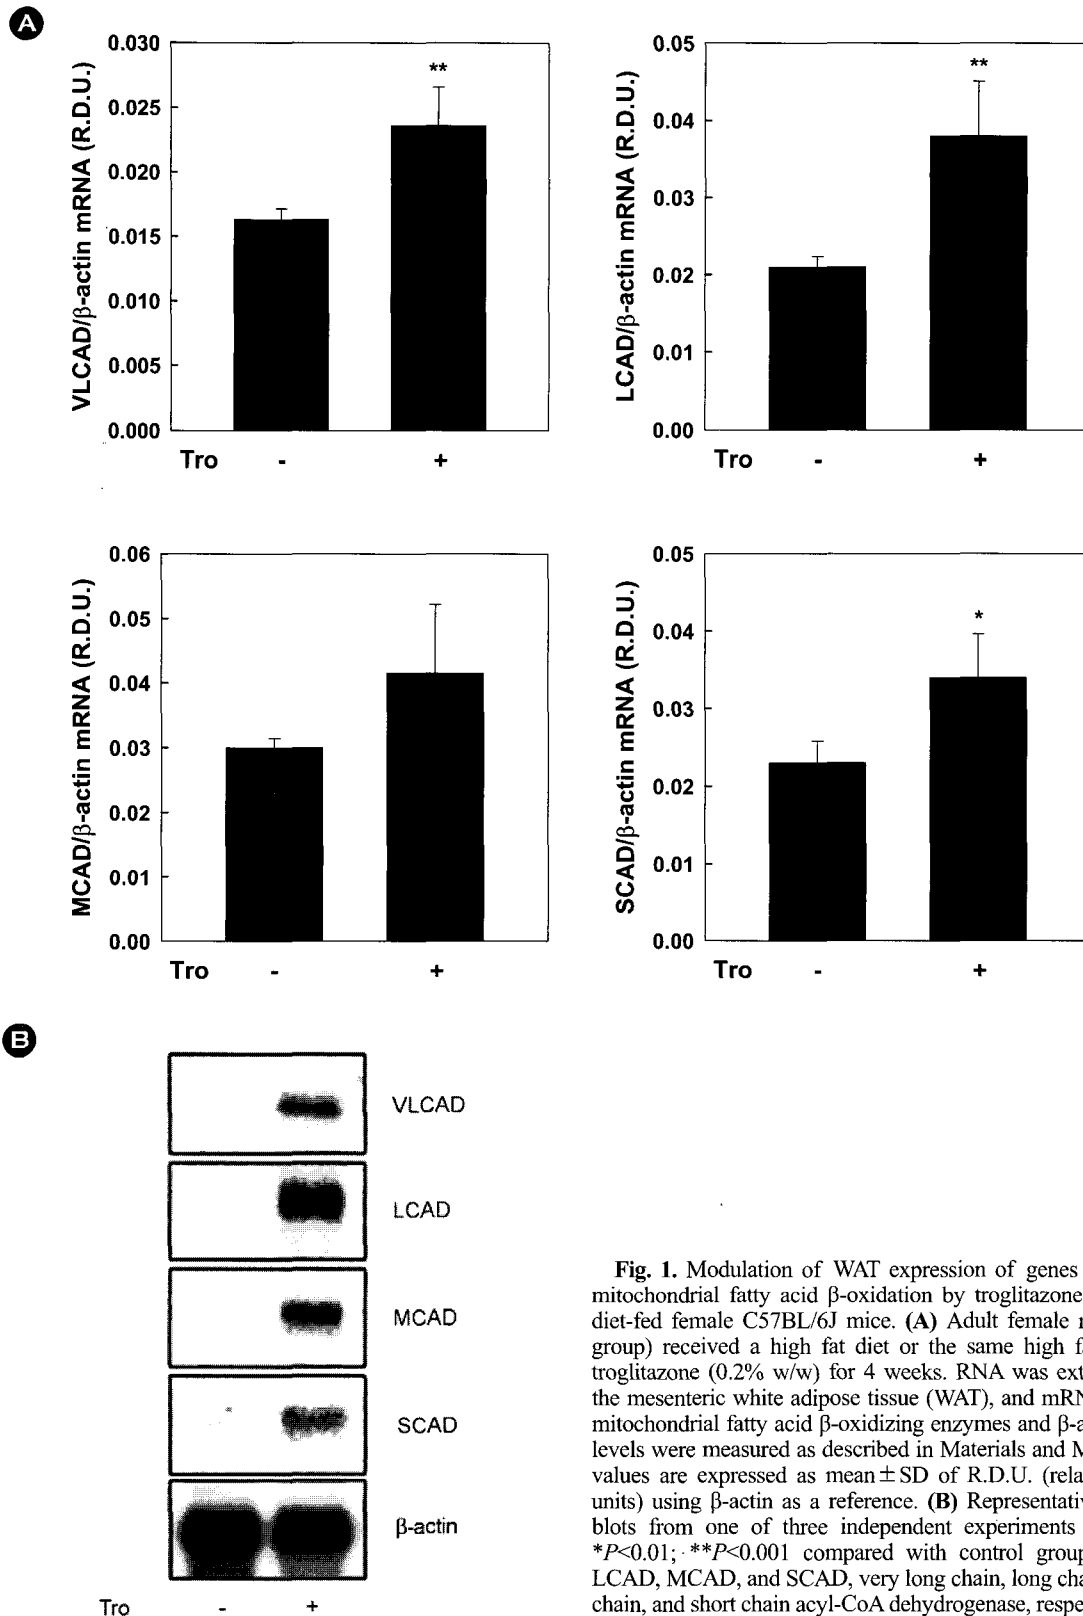 A
VLCAD/β-actin mRNA (R.D.U.)
0.030
0.025
0.020
0.015
0.010
0.005
0.000
**
Tro - +
LCAD/β-actin mRNA (R.D.U.)
0.05
0.04
0.03
0.02
0.01
0.00
**
Tro - +
MCAD/β-actin mRNA (R.D.U.)
0.06
0.05
0.04
0.03
0.02
0.01
0.00
Tro - +
SCAD/β-actin mRNA (R.D.U.)
0.05
0.04
0.03
0.02
0.01
0.00
*
Tro - +
B
VLCAD
LCAD
MCAD
SCAD
β-actin
Tro - +
Fig. 1. Modulation of WAT expression of genes
mitochondrial fatty acid β-oxidation by troglitazone
diet-fed female C57BL/6J mice. (A) Adult female
group) received a high fat diet or the same high
troglitazone (0.2% w/w) for 4 weeks. RNA was
the mesenteric white adipose tissue (WAT), and
mitochondrial fatty acid β-oxidizing enzymes and
levels were measured as described in Materials and
values are expressed as mean±SD of R.D.U.
units) using β-actin as a reference. (B)
blots from one of three independent experiments
*P<0.01; **P<0.001 compared with control group
LCAD, MCAD, and SCAD, very long chain, long
chain, and short chain acyl-CoA dehydrogenase,